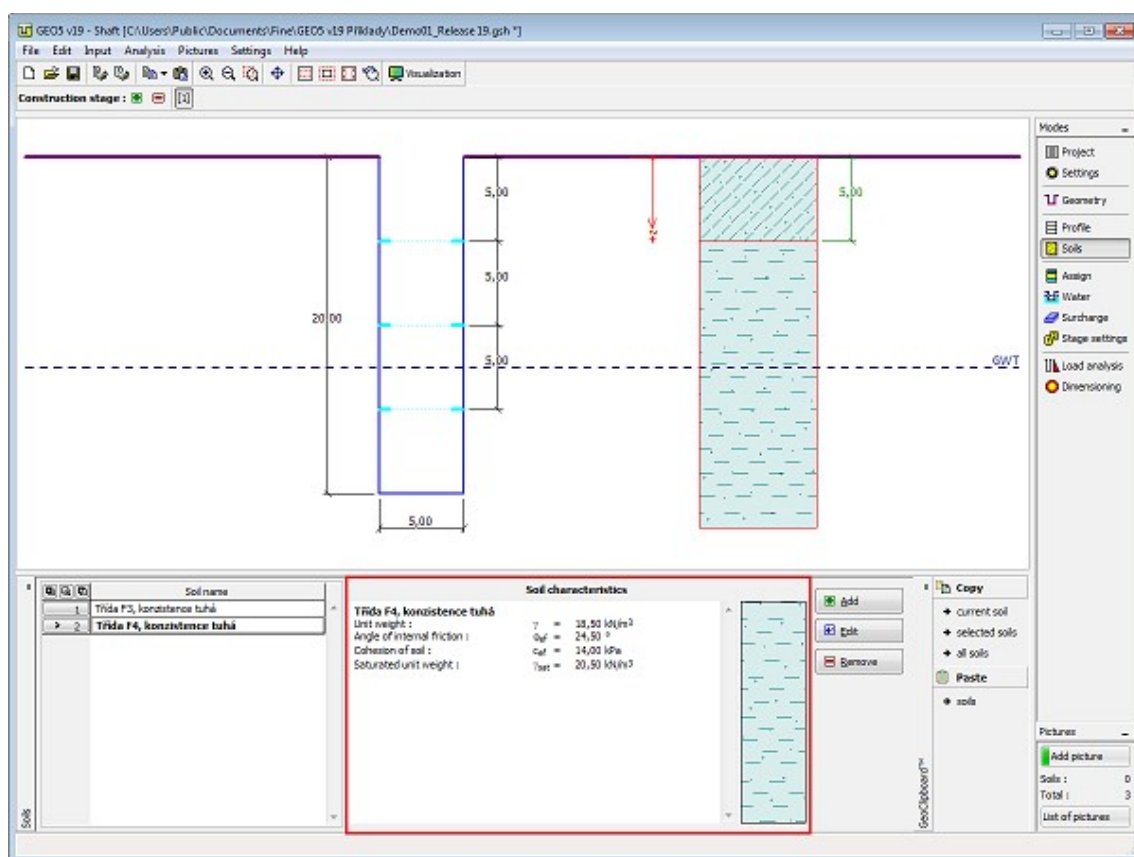 GEO5 v19 - Shaft [C:\Users\Public\Documents\Fine\GEO5 v19 Příklady\Demo01_Release 19.gsh *]
File Edit Input Analysis Pictures Settings Help
Visualization
Construction stage : [1]
5,00
5,00
5,00
20,00
5,00
+z
5,00
GWT
Modes
Project
Settings
Geometry
Profile
Soils
Assign
Water
Surcharge
Stage settings
Load analysis
Dimensioning
Soils
Soil name
1 Třída F3, konzistence tuhá
> 2 Třída F4, konzistence tuhá
Soil characteristics
Třída F4, konzistence tuhá
Unit weight : γ = 18,50 kN/m³
Angle of internal friction : φef = 24,50 °
Cohesion of soil : cef = 14,00 kPa
Saturated unit weight : γsat = 20,50 kN/m³
Add
Edit
Remove
GeoClipboard™
Copy
current soil
selected soils
all soils
Paste
soils
Pictures
Add picture
Soils : 0
Total : 3
List of pictures